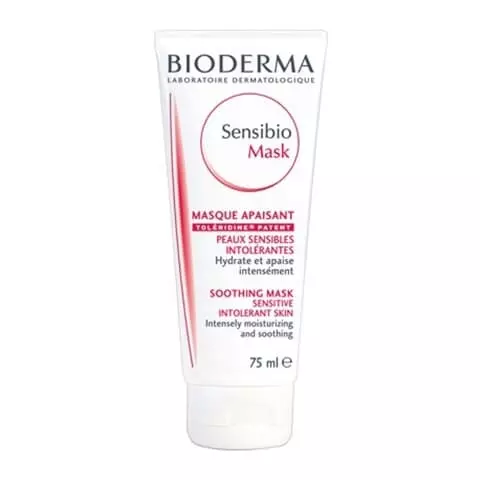 BIODERMA
LABORATOIRE DERMATOLOGIQUE
Sensibio
Mask
MASQUE APAISANT
TOLÉRIDINE® PATENT
PEAUX SENSIBLES
INTOLÉRANTES
Hydrate et apaise
intensément
SOOTHING MASK
SENSITIVE
INTOLERANT SKIN
Intensely moisturizing
and soothing
75 ml ℮